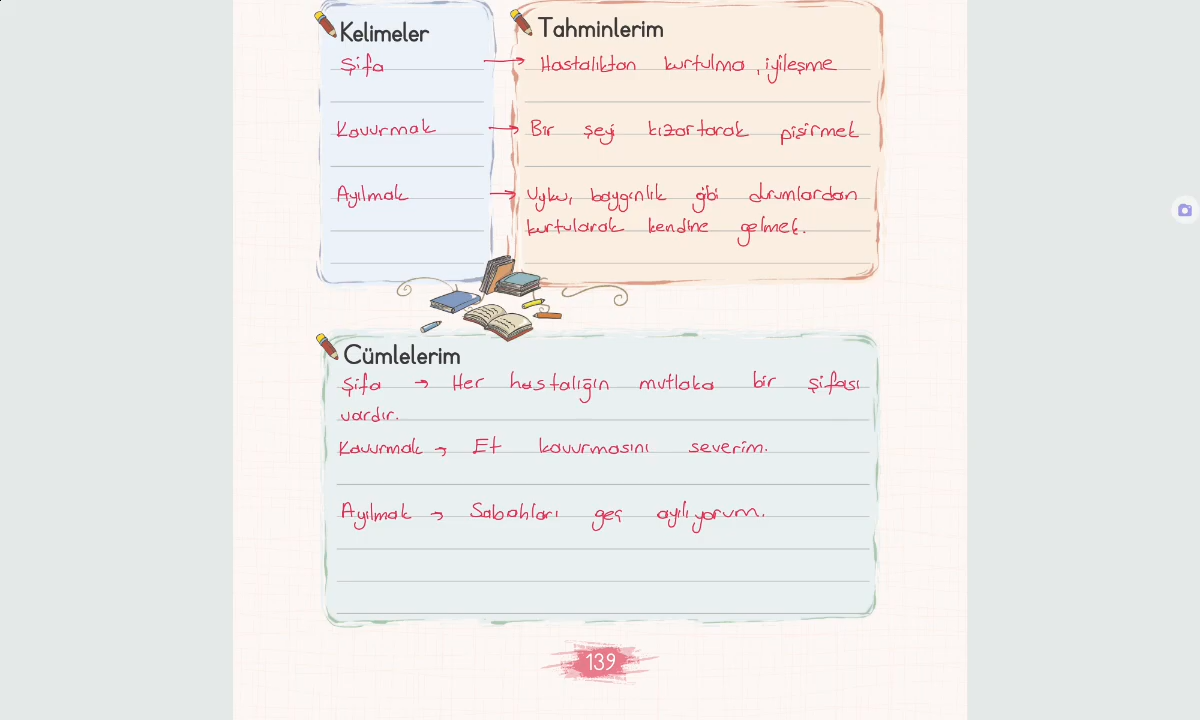 Kelimeler
Tahminlerim
Şifa → Hastalıktan kurtulma, iyileşme
Kavurmak → Bir şeyi kızartarak pişirmek
Ayılmak → Uyku, baygınlık gibi durumlardan
kurtularak kendine gelmek.
Cümlelerim
Şifa → Her hastalığın mutlaka bir şifası
vardır.
Kavurmak → Et kavurmasını severim.
Ayılmak → Sabahları geç ayılıyorum.
139